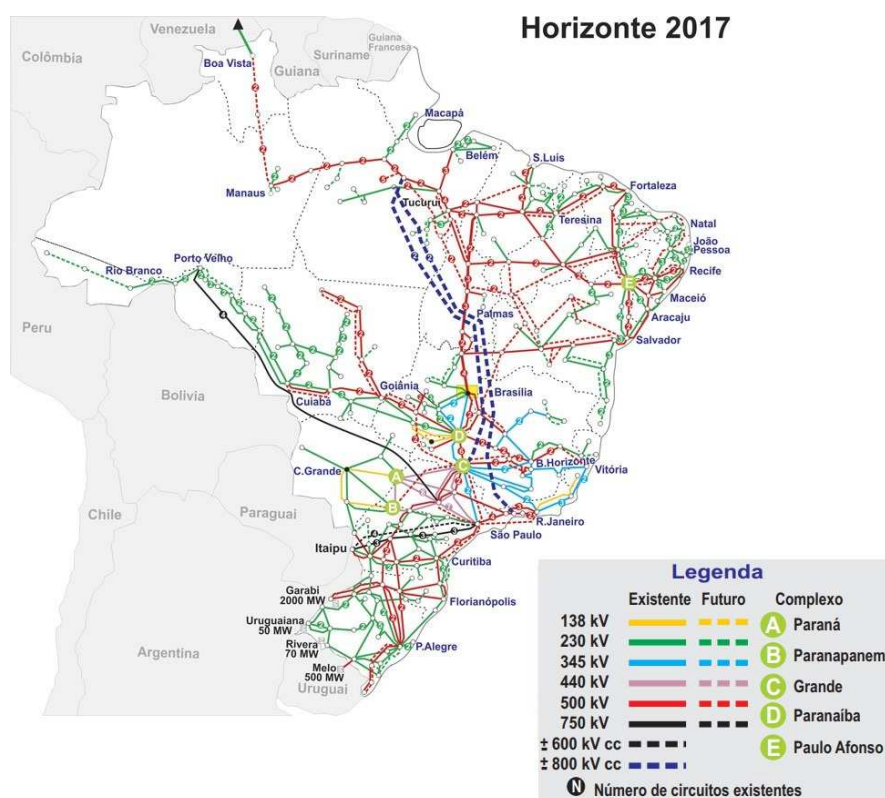 Horizonte 2017
Venezuela
Guiana
Francesa
Suriname
Colômbia
Boa Vista
Guiana
Macapá
Belém
S.Luís
Manaus
Tucuruí
Fortaleza
Teresina
Natal
João
Pessoa
Porto Velho
Rio Branco
Recife
E
Maceió
Palmas
Aracaju
Peru
Salvador
Bolívia
Goiânia
Brasília
Cuiabá
D
C.Grande
A
C
B.Horizonte
Vitória
B
Paraguai
Chile
R.Janeiro
São Paulo
Itaipu
Curitiba
Garabi
2000 MW
Florianópolis
Uruguaiana
50 MW
Rivera
70 MW
P.Alegre
Argentina
Melo
500 MW
Uruguai
Legenda
Existente Futuro Complexo
138 kV A Paraná
230 kV
345 kV B Paranapanem
440 kV C Grande
500 kV D Paranaíba
750 kV
± 600 kV cc E Paulo Afonso
± 800 kV cc
N Número de circuitos existentes